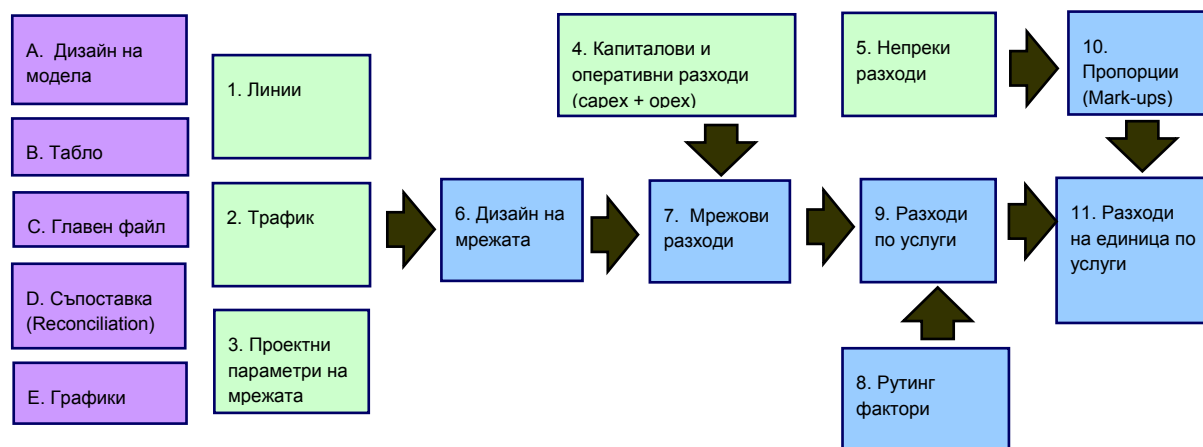 A. Дизайн на
модела
B. Табло
C. Главен файл
D. Съпоставка
(Reconciliation)
E. Графики
1. Линии
2. Трафик
3. Проектни
параметри на
мрежата
4. Капиталови и
оперативни разходи
(capex + opex)
5. Непреки
разходи
10.
Пропорции
(Mark-ups)
6. Дизайн на
мрежата
7. Мрежови
разходи
9. Разходи
по услуги
11. Разходи
на единица по
услуги
8. Рутинг
фактори